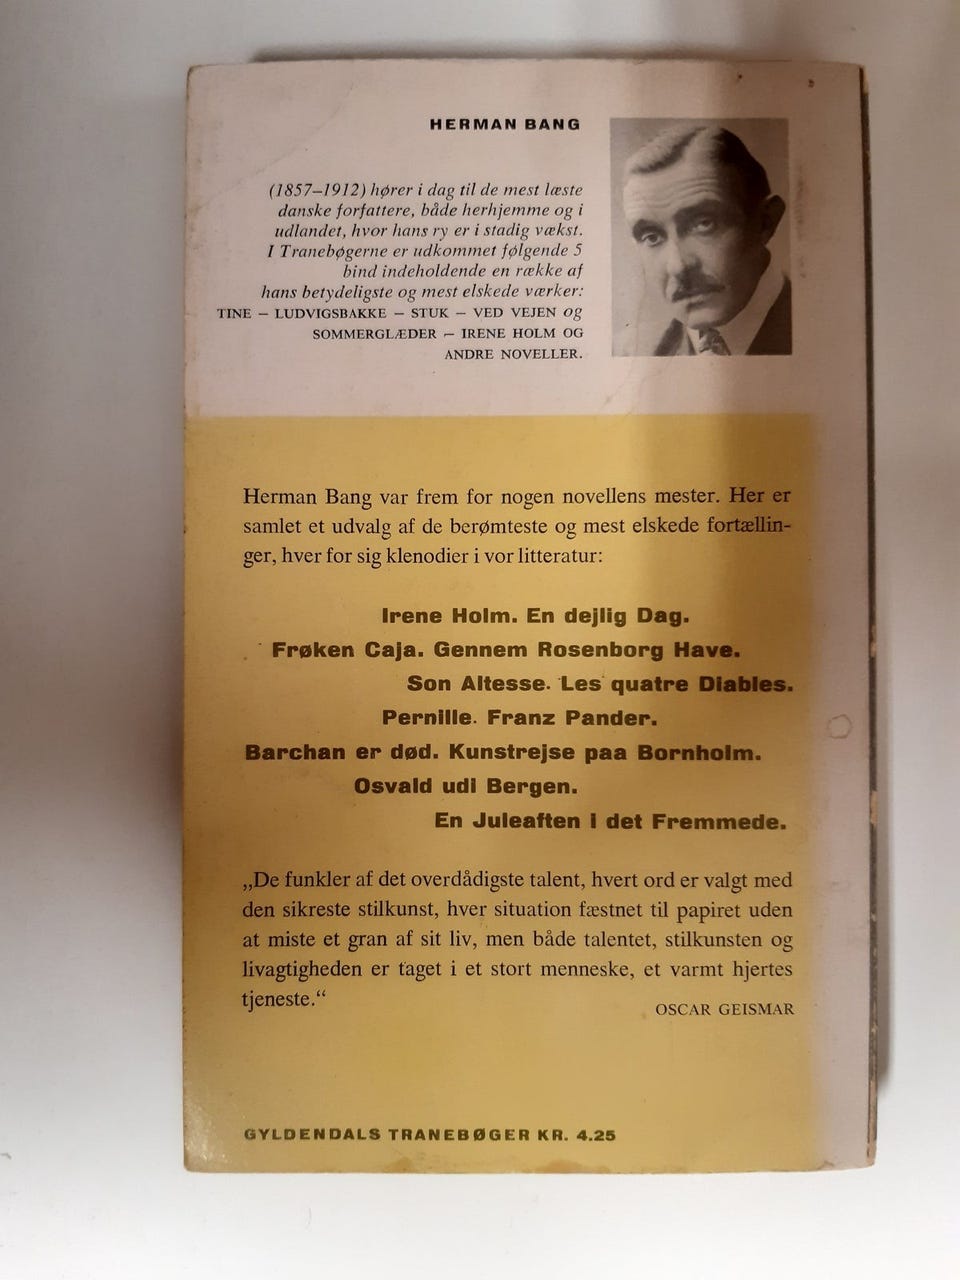 HERMAN BANG
(1857–1912) hører i dag til de mest læste
danske forfattere, både herhjemme og i
udlandet, hvor hans ry er i stadig vækst.
I Tranebøgerne er udkommet følgende 5
bind indeholdende en række af
hans betydeligste og mest elskede værker:
TINE – LUDVIGSBAKKE – STUK – VED VEJEN og
SOMMERGLÆDER – IRENE HOLM OG
ANDRE NOVELLER.
Herman Bang var frem for nogen novellens mester. Her er
samlet et udvalg af de berømteste og mest elskede fortællin-
ger, hver for sig klenodier i vor litteratur:
Irene Holm. En dejlig Dag.
Frøken Caja. Gennem Rosenborg Have.
Son Altesse. Les quatre Diables.
Pernille. Franz Pander.
Barchan er død. Kunstrejse paa Bornholm.
Osvald udi Bergen.
En Juleaften i det Fremmede.
„De funkler af det overdådigste talent, hvert ord er valgt med
den sikreste stilkunst, hver situation fæstnet til papiret uden
at miste et gran af sit liv, men både talentet, stilkunsten og
livagtigheden er taget i et stort menneske, et varmt hjertes
tjeneste.“
OSCAR GEISMAR
GYLDENDALS TRANEBØGER KR. 4.25